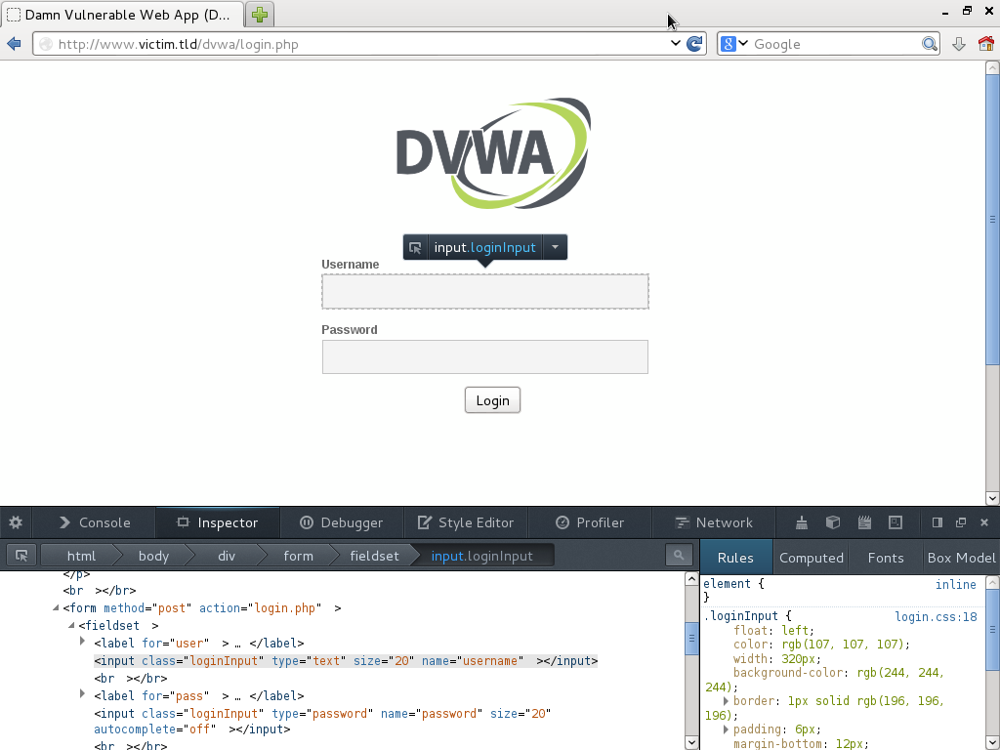 Damn Vulnerable Web App (D...
http://www.victim.tld/dvwa/login.php
8 Google
DVWA
input.loginInput
Username
Password
Login
Console Inspector Debugger Style Editor Profiler Network
html body div form fieldset input.loginInput
Rules Computed Fonts Box Model
</p>
<br ></br>
<form method="post" action="login.php" >
<fieldset >
<label for="user" >… </label>
<input class="loginInput" type="text" size="20" name="username" ></input>
<br ></br>
<label for="pass" >… </label>
<input class="loginInput" type="password" name="password" size="20"
autocomplete="off" ></input>
<br ></br>
element { inline
}
.loginInput { login.css:18
float: left;
color: rgb(107, 107, 107);
width: 320px;
background-color: rgb(244, 244,
244);
border: 1px solid rgb(196, 196,
196);
padding: 6px;
margin-bottom: 12px;